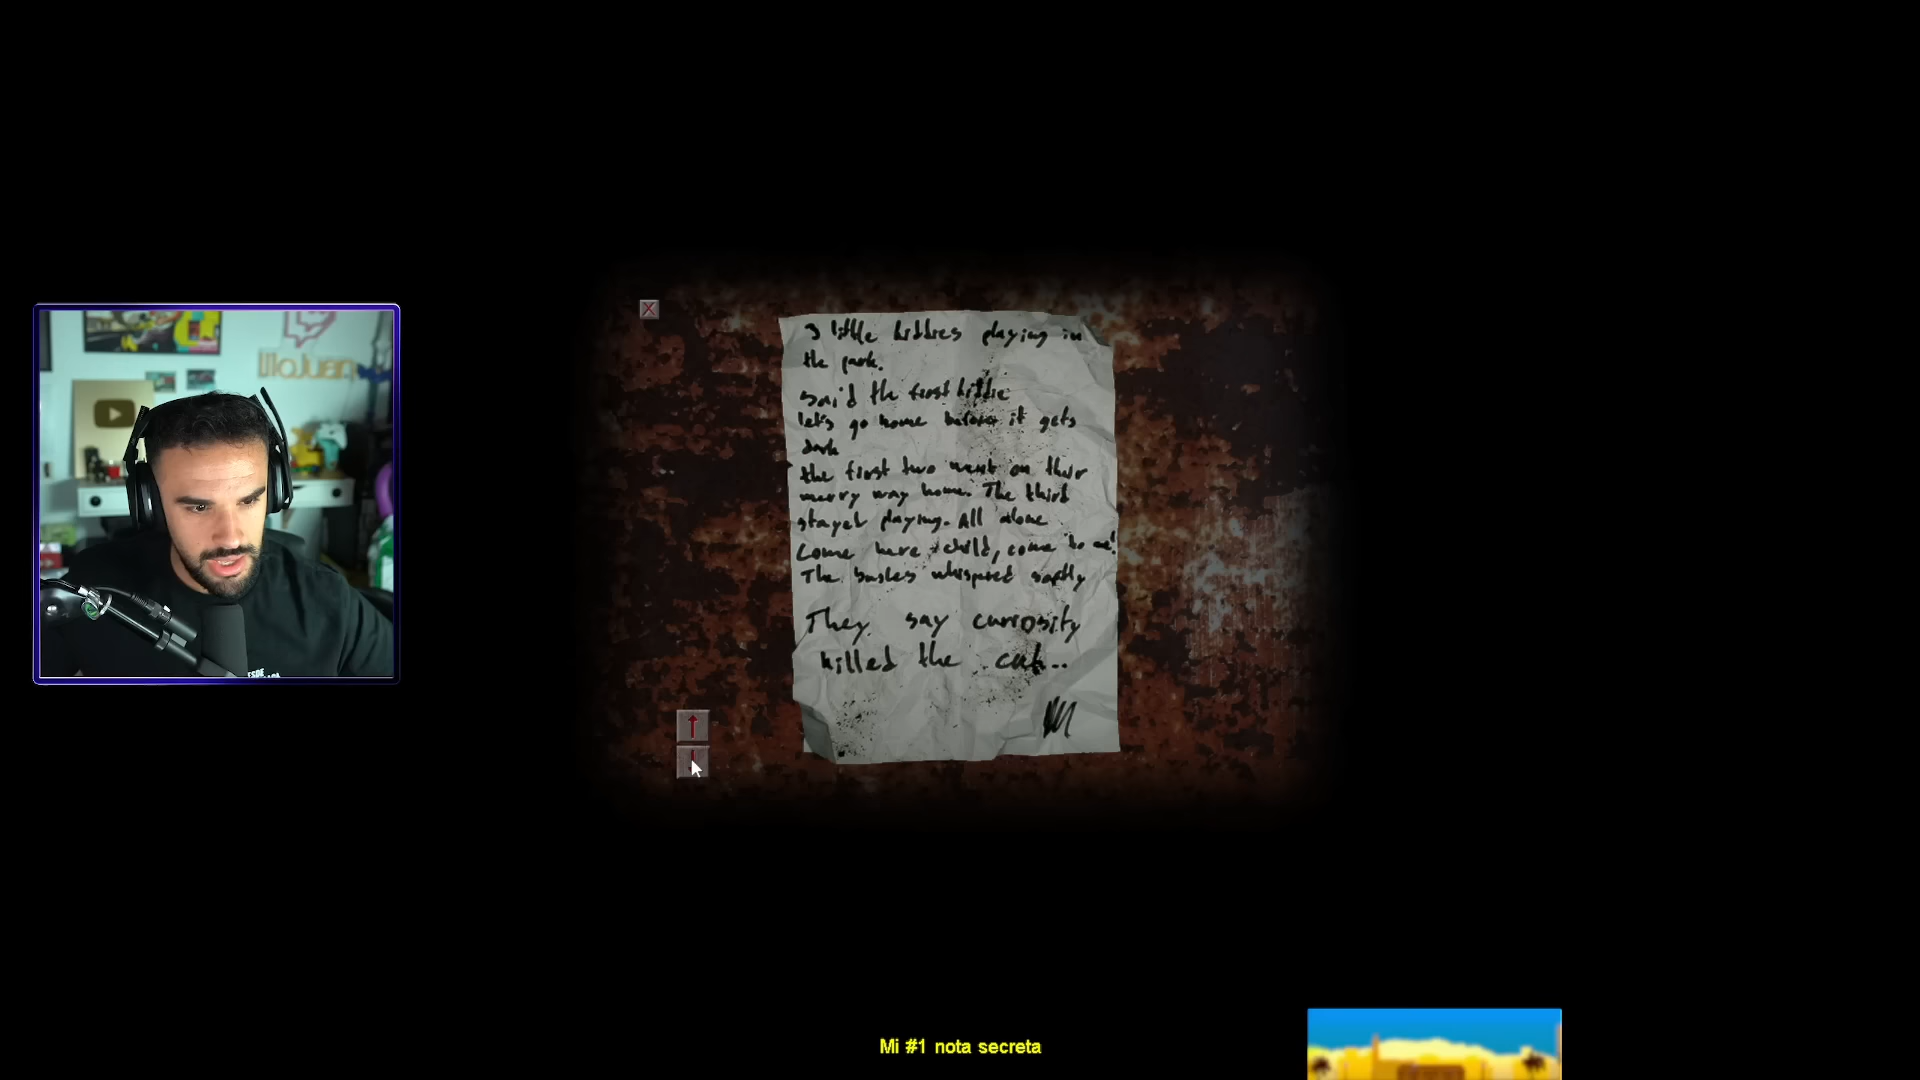 3 little kiddies playing in
the park.
said the first kiddie
let's go home before it gets
dark
the first two went on their
merry way home. The third
stayed playing. All alone
Come here child, come to me!
The bushes whispered softly
They say curiosity
killed the cat..
Mi #1 nota secreta